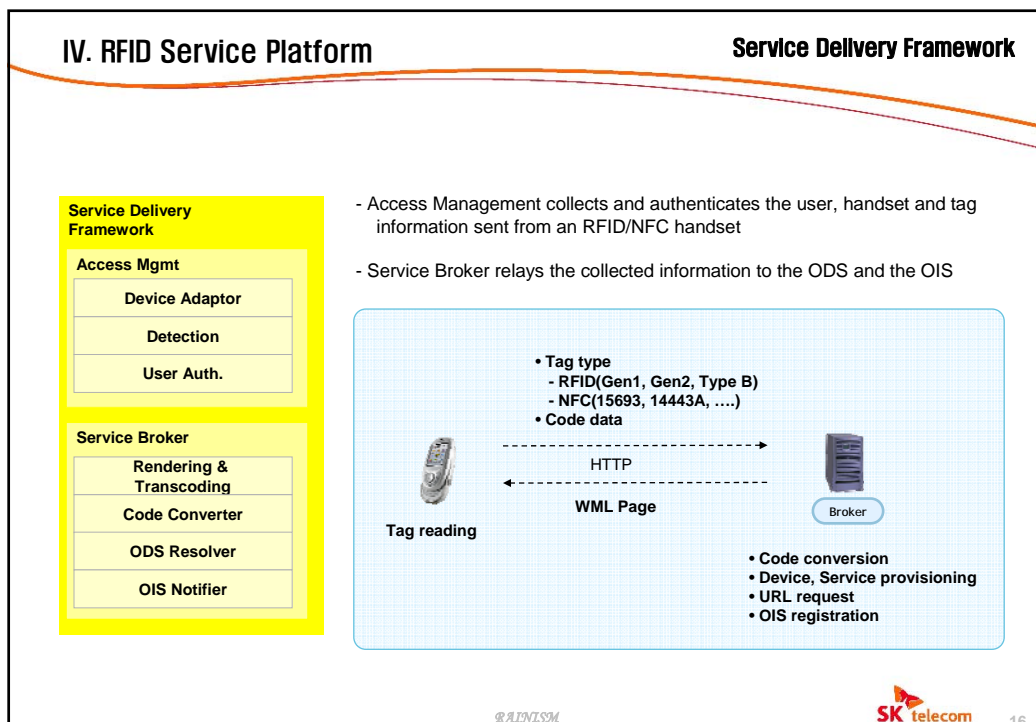 IV. RFID Service Platform
Service Delivery Framework
Service Delivery
Framework
Access Mgmt
Device Adaptor
Detection
User Auth.
Service Broker
Rendering &
Transcoding
Code Converter
ODS Resolver
OIS Notifier
- Access Management collects and authenticates the user, handset and tag
information sent from an RFID/NFC handset
- Service Broker relays the collected information to the ODS and the OIS
• Tag type
- RFID(Gen1, Gen2, Type B)
- NFC(15693, 14443A, ….)
• Code data
HTTP
WML Page
Tag reading
Broker
• Code conversion
• Device, Service provisioning
• URL request
• OIS registration
RAINISM
SK telecom
16